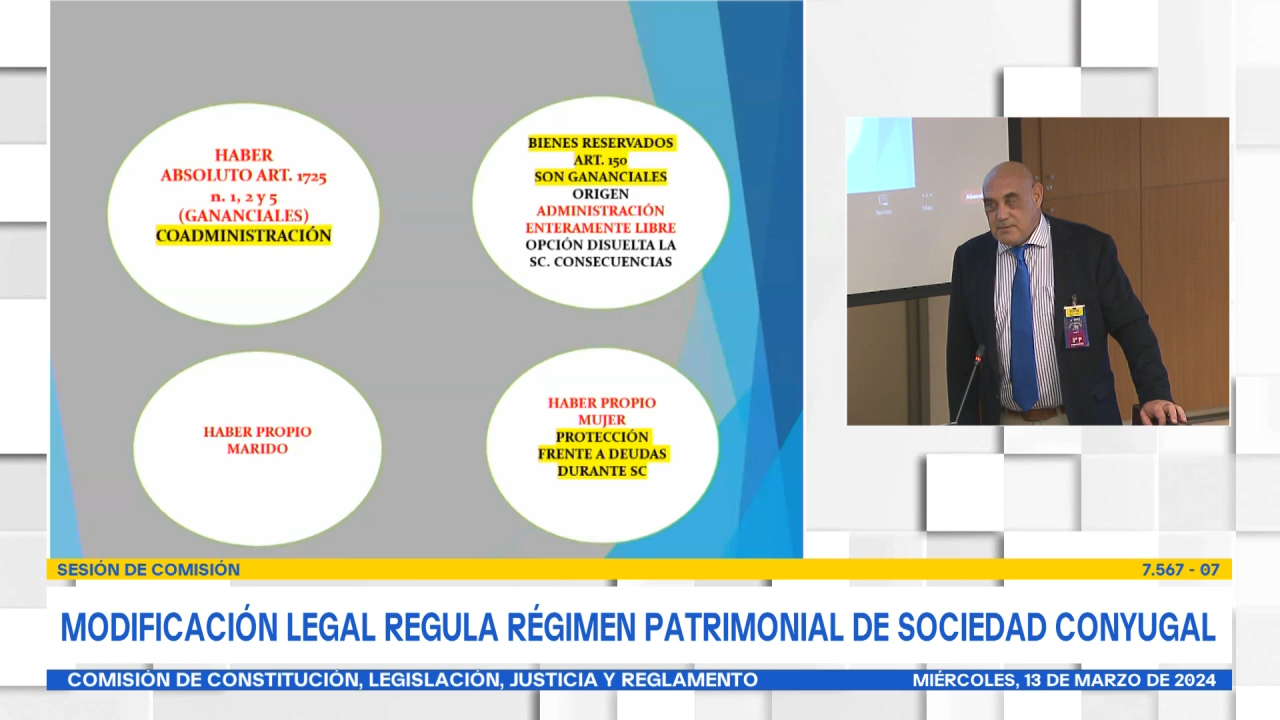 HABER
ABSOLUTO ART. 1725
n. 1, 2 y 5
(GANANCIALES)
COADMINISTRACIÓN
BIENES RESERVADOS
ART. 150
SON GANANCIALES
ORIGEN
ADMINISTRACIÓN
ENTERAMENTE LIBRE
OPCIÓN DISUELTA LA
SC. CONSECUENCIAS
HABER PROPIO
MARIDO
HABER PROPIO
MUJER
PROTECCIÓN
FRENTE A DEUDAS
DURANTE SC
SESIÓN DE COMISIÓN
7.567 - 07
MODIFICACIÓN LEGAL REGULA RÉGIMEN PATRIMONIAL DE SOCIEDAD CONYUGAL
COMISIÓN DE CONSTITUCIÓN, LEGISLACIÓN, JUSTICIA Y REGLAMENTO
MIÉRCOLES, 13 DE MARZO DE 2024